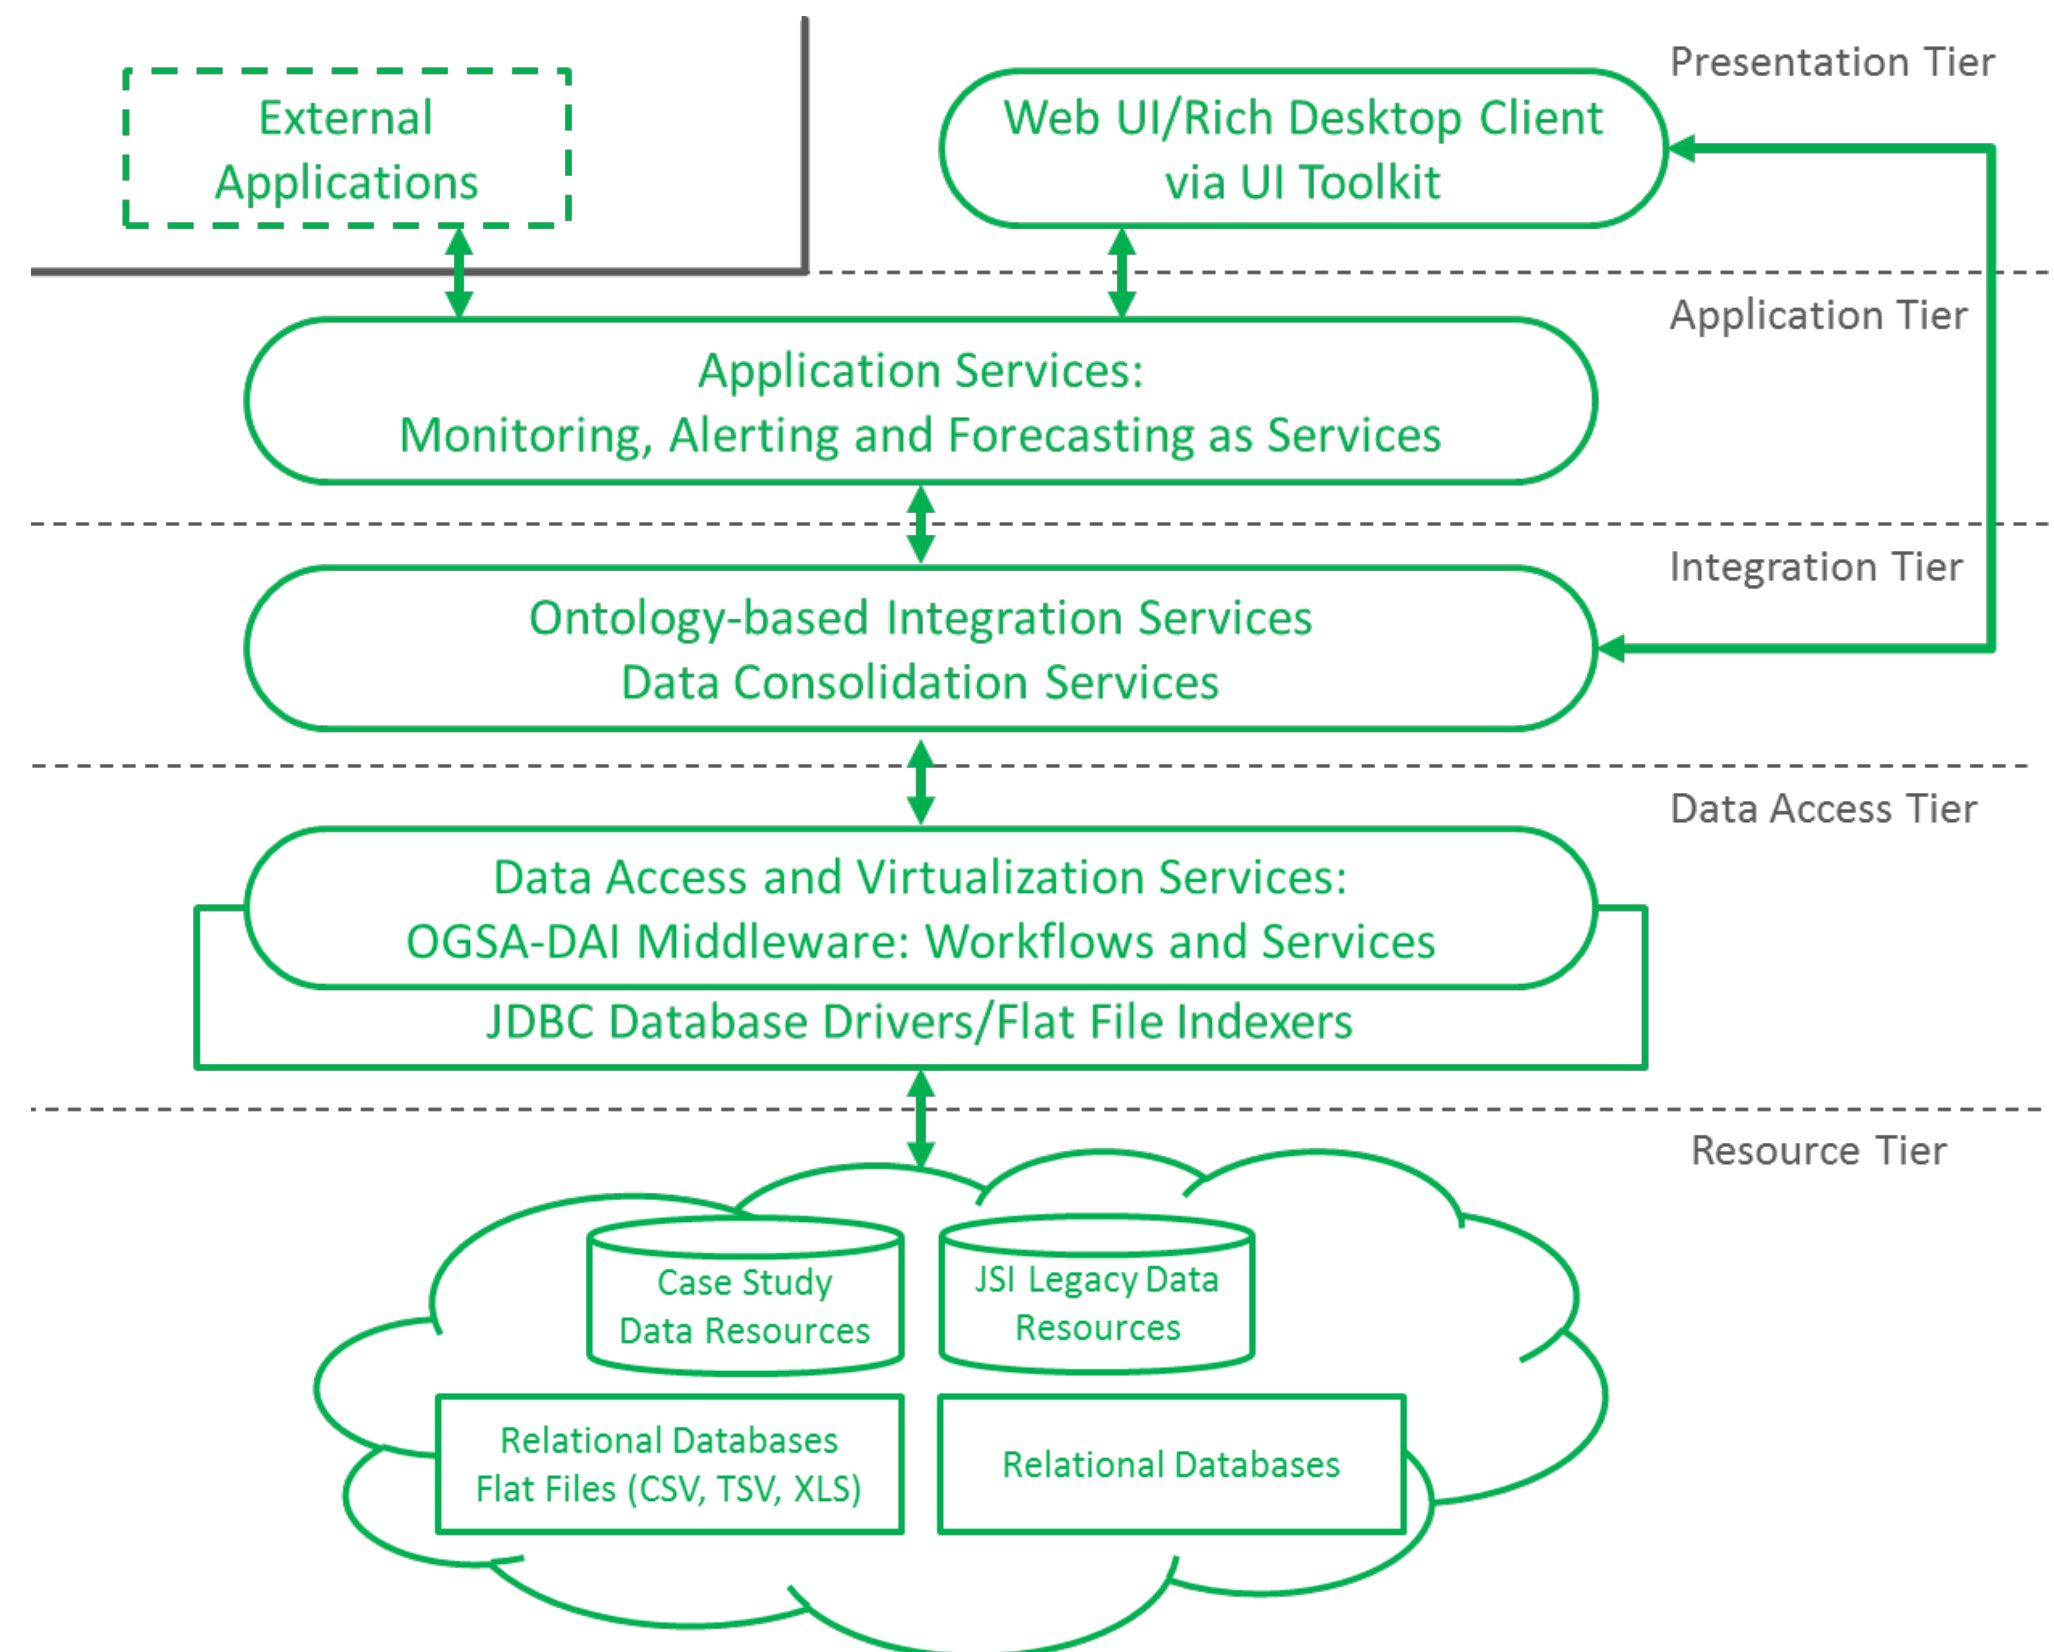 External
Applications
Web UI/Rich Desktop Client
via UI Toolkit
Presentation Tier
Application Tier
Application Services:
Monitoring, Alerting and Forecasting as Services
Integration Tier
Ontology-based Integration Services
Data Consolidation Services
Data Access Tier
Data Access and Virtualization Services:
OGSA-DAI Middleware: Workflows and Services
JDBC Database Drivers/Flat File Indexers
Resource Tier
Case Study
Data Resources
JSI Legacy Data
Resources
Relational Databases
Flat Files (CSV, TSV, XLS)
Relational Databases